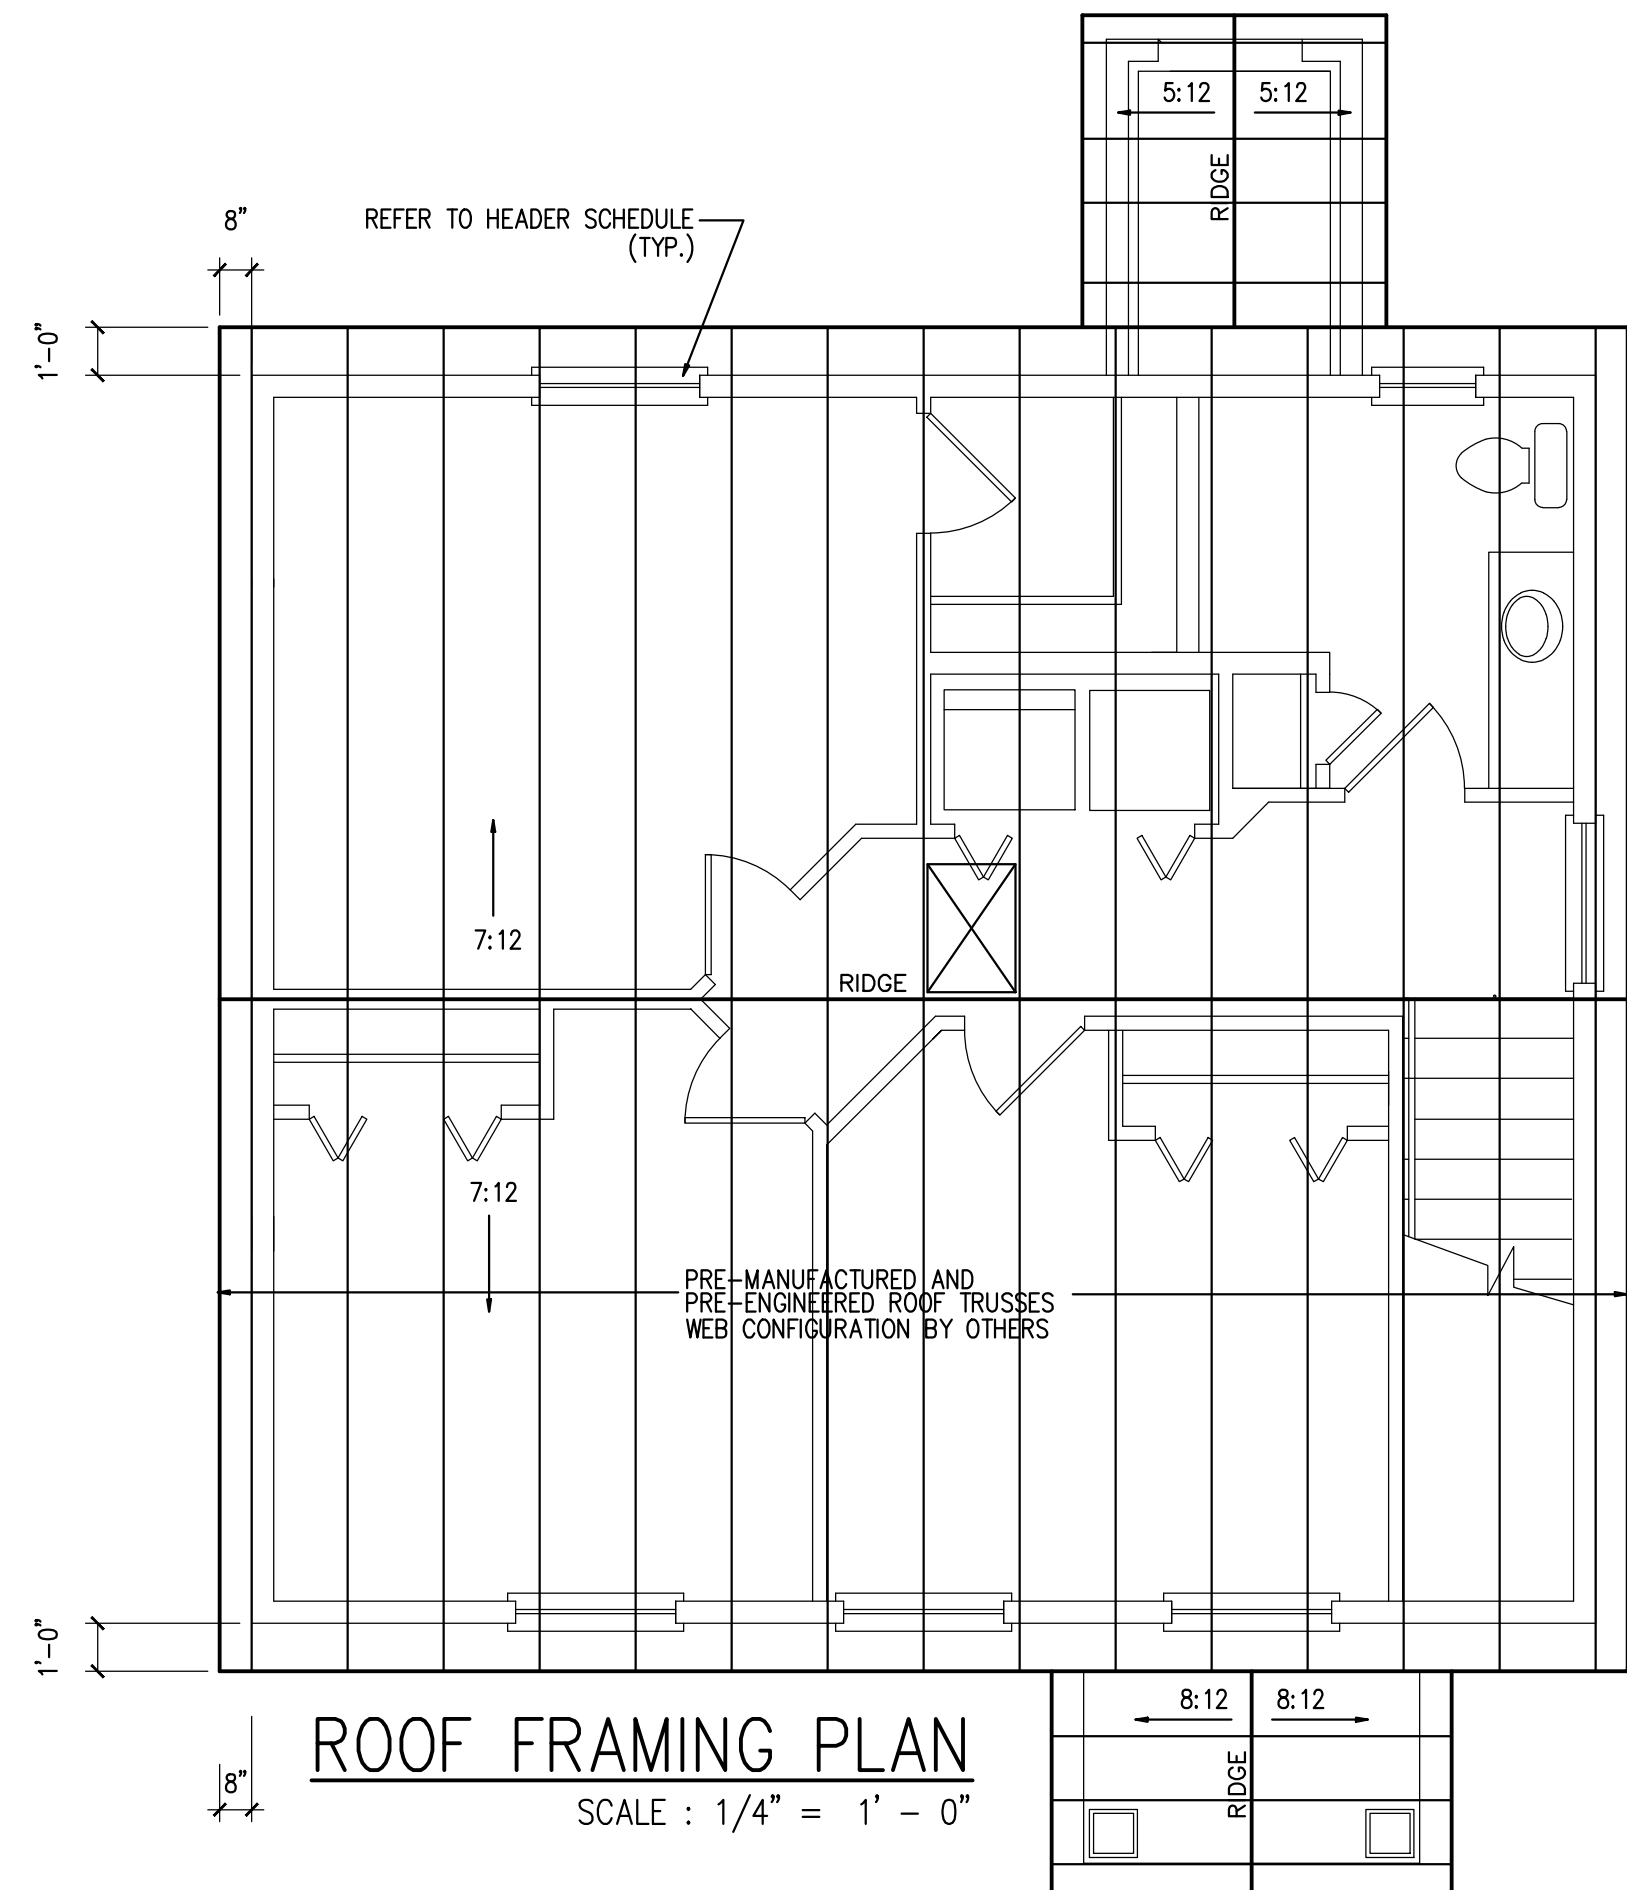 5:12 5:12
RIDGE
8"
REFER TO HEADER SCHEDULE
(TYP.)
1'-0"
7:12
RIDGE
7:12
PRE-MANUFACTURED AND
PRE-ENGINEERED ROOF TRUSSES
WEB CONFIGURATION BY OTHERS
1'-0"
8:12 8:12
RIDGE
ROOF FRAMING PLAN
8"
SCALE : 1/4" = 1' - 0"